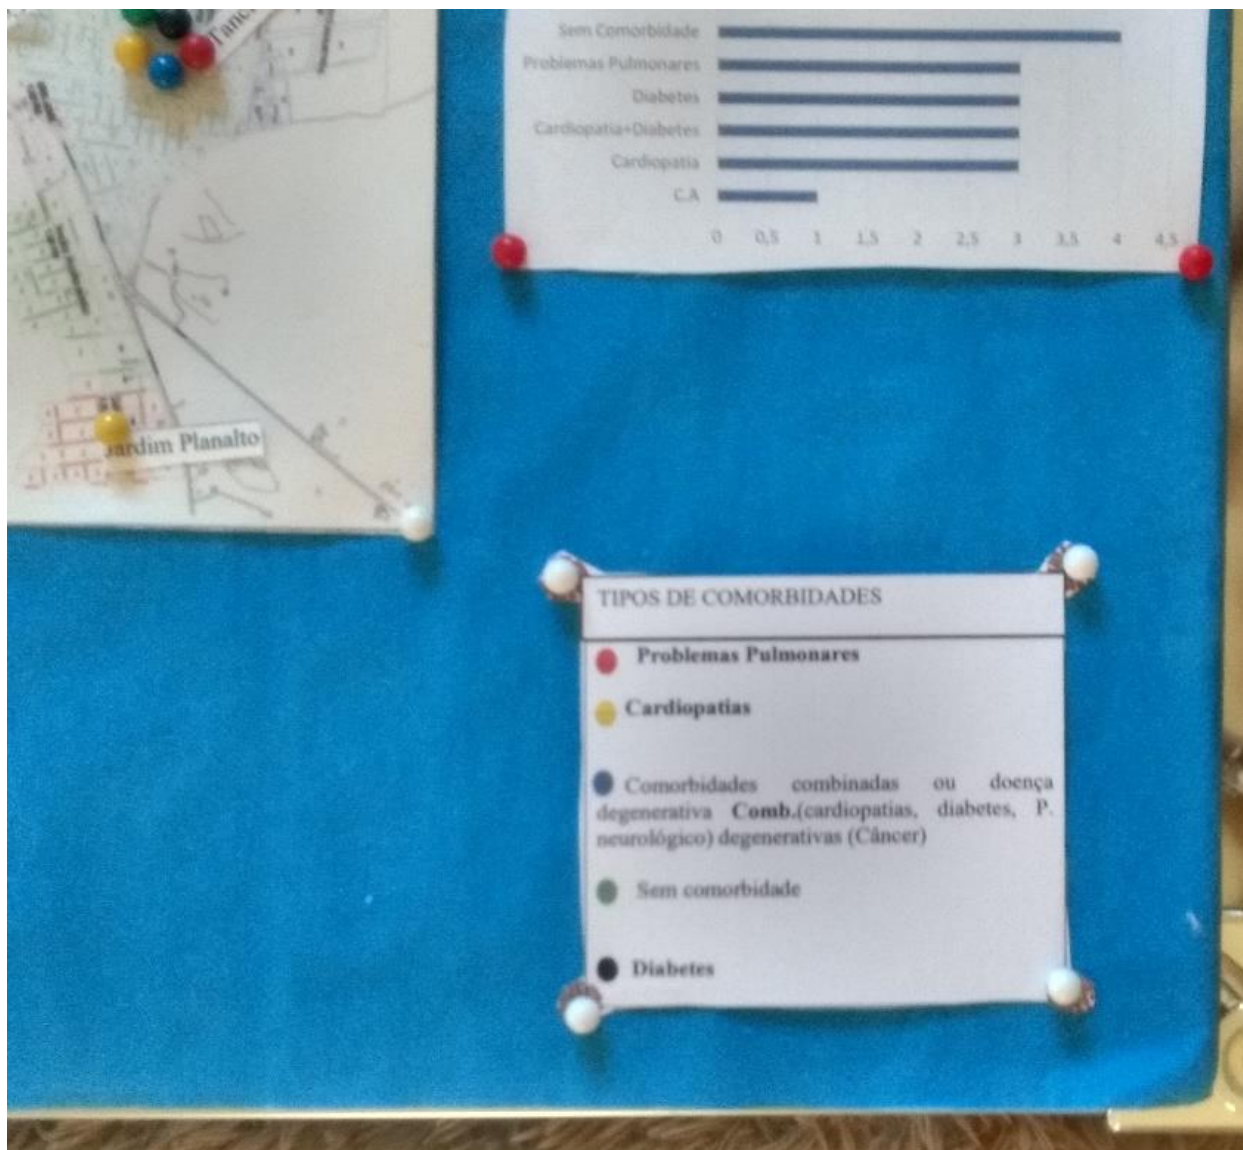 Sem Comorbidade
Problemas Pulmonares
Diabetes
Cardiopatia+Diabetes
Cardiopatia
C.A
0 0,5 1 1,5 2 2,5 3 3,5 4 4,5
Jardim Planalto
TIPOS DE COMORBIDADES
Problemas Pulmonares
Cardiopatias
Comorbidades combinadas ou doença
degenerativa Comb.(cardiopatias, diabetes, P.
neurológico) degenerativas (Câncer)
Sem comorbidade
Diabetes